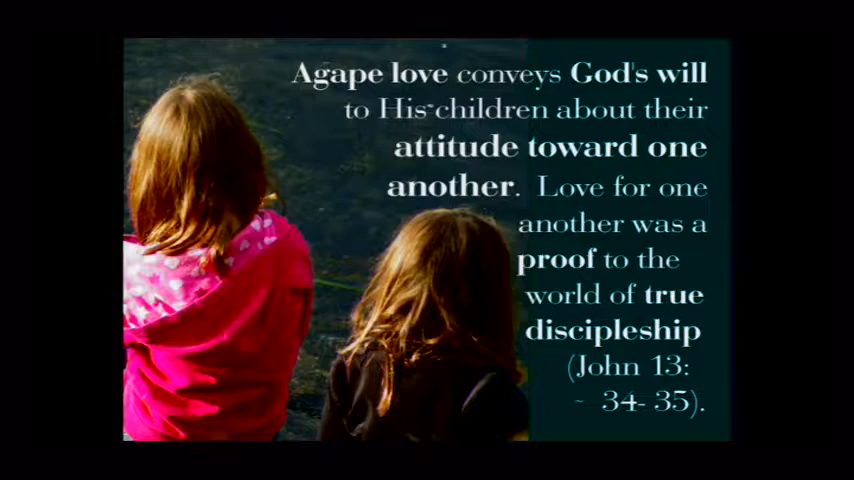 Agape love conveys God's will
to His children about their
attitude toward one
another. Love for one
another was a
proof to the
world of true
discipleship
(John 13:
34-35).